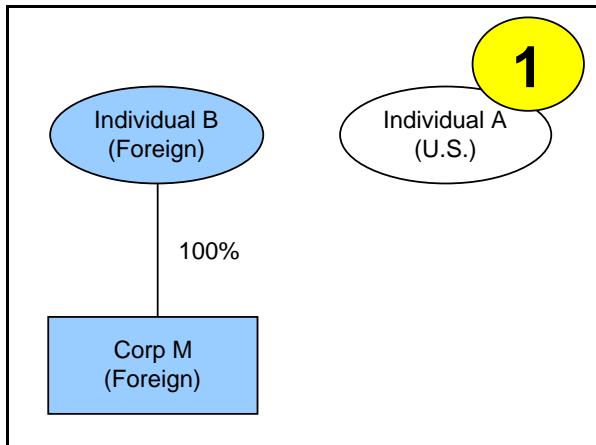 1
Individual B
(Foreign)
Individual A
(U.S.)
100%
Corp M
(Foreign)